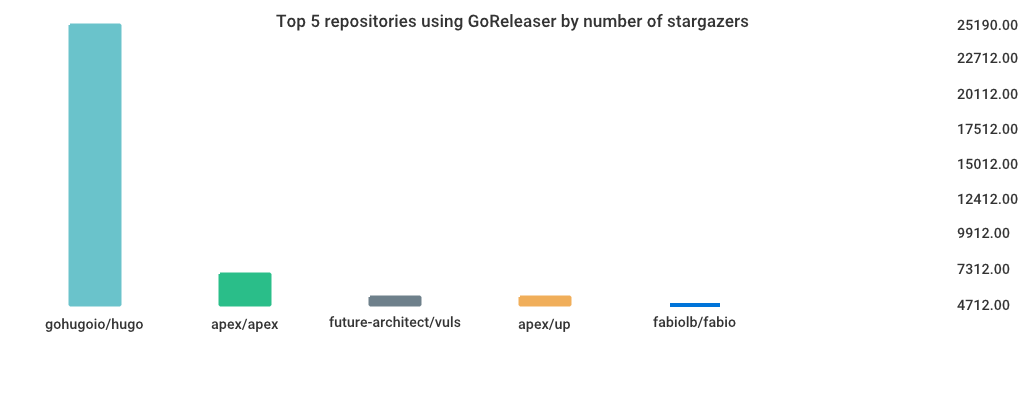 Top 5 repositories using GoReleaser by number of stargazers
25190.00
22712.00
20112.00
17512.00
15012.00
12412.00
9912.00
7312.00
4712.00
gohugoio/hugo
apex/apex
future-architect/vuls
apex/up
fabiolb/fabio